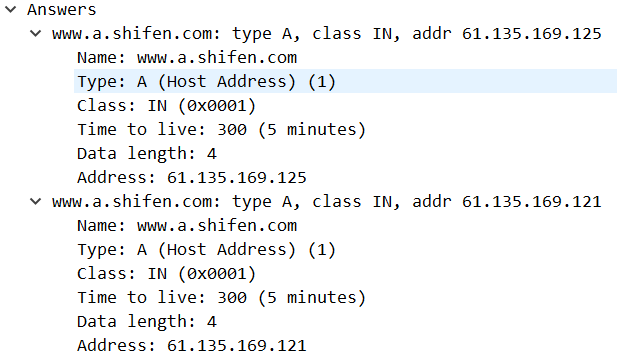 Answers
www.a.shifen.com: type A, class IN, addr 61.135.169.125
Name: www.a.shifen.com
Type: A (Host Address) (1)
Class: IN (0x0001)
Time to live: 300 (5 minutes)
Data length: 4
Address: 61.135.169.125
www.a.shifen.com: type A, class IN, addr 61.135.169.121
Name: www.a.shifen.com
Type: A (Host Address) (1)
Class: IN (0x0001)
Time to live: 300 (5 minutes)
Data length: 4
Address: 61.135.169.121